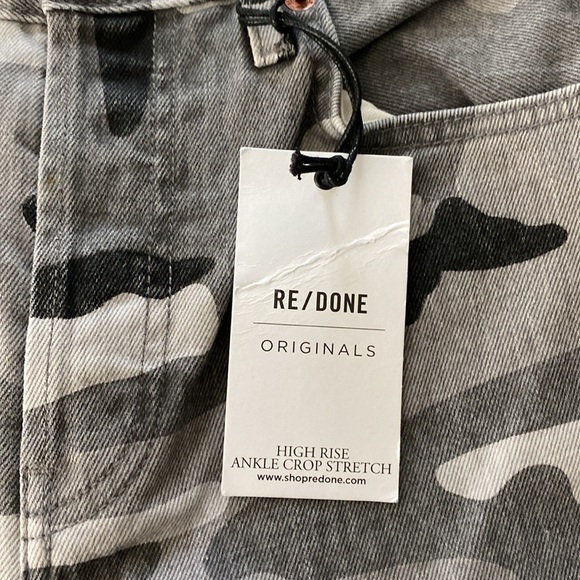 RE/DONE
ORIGINALS
HIGH RISE
ANKLE CROP STRETCH
www.shopredone.com